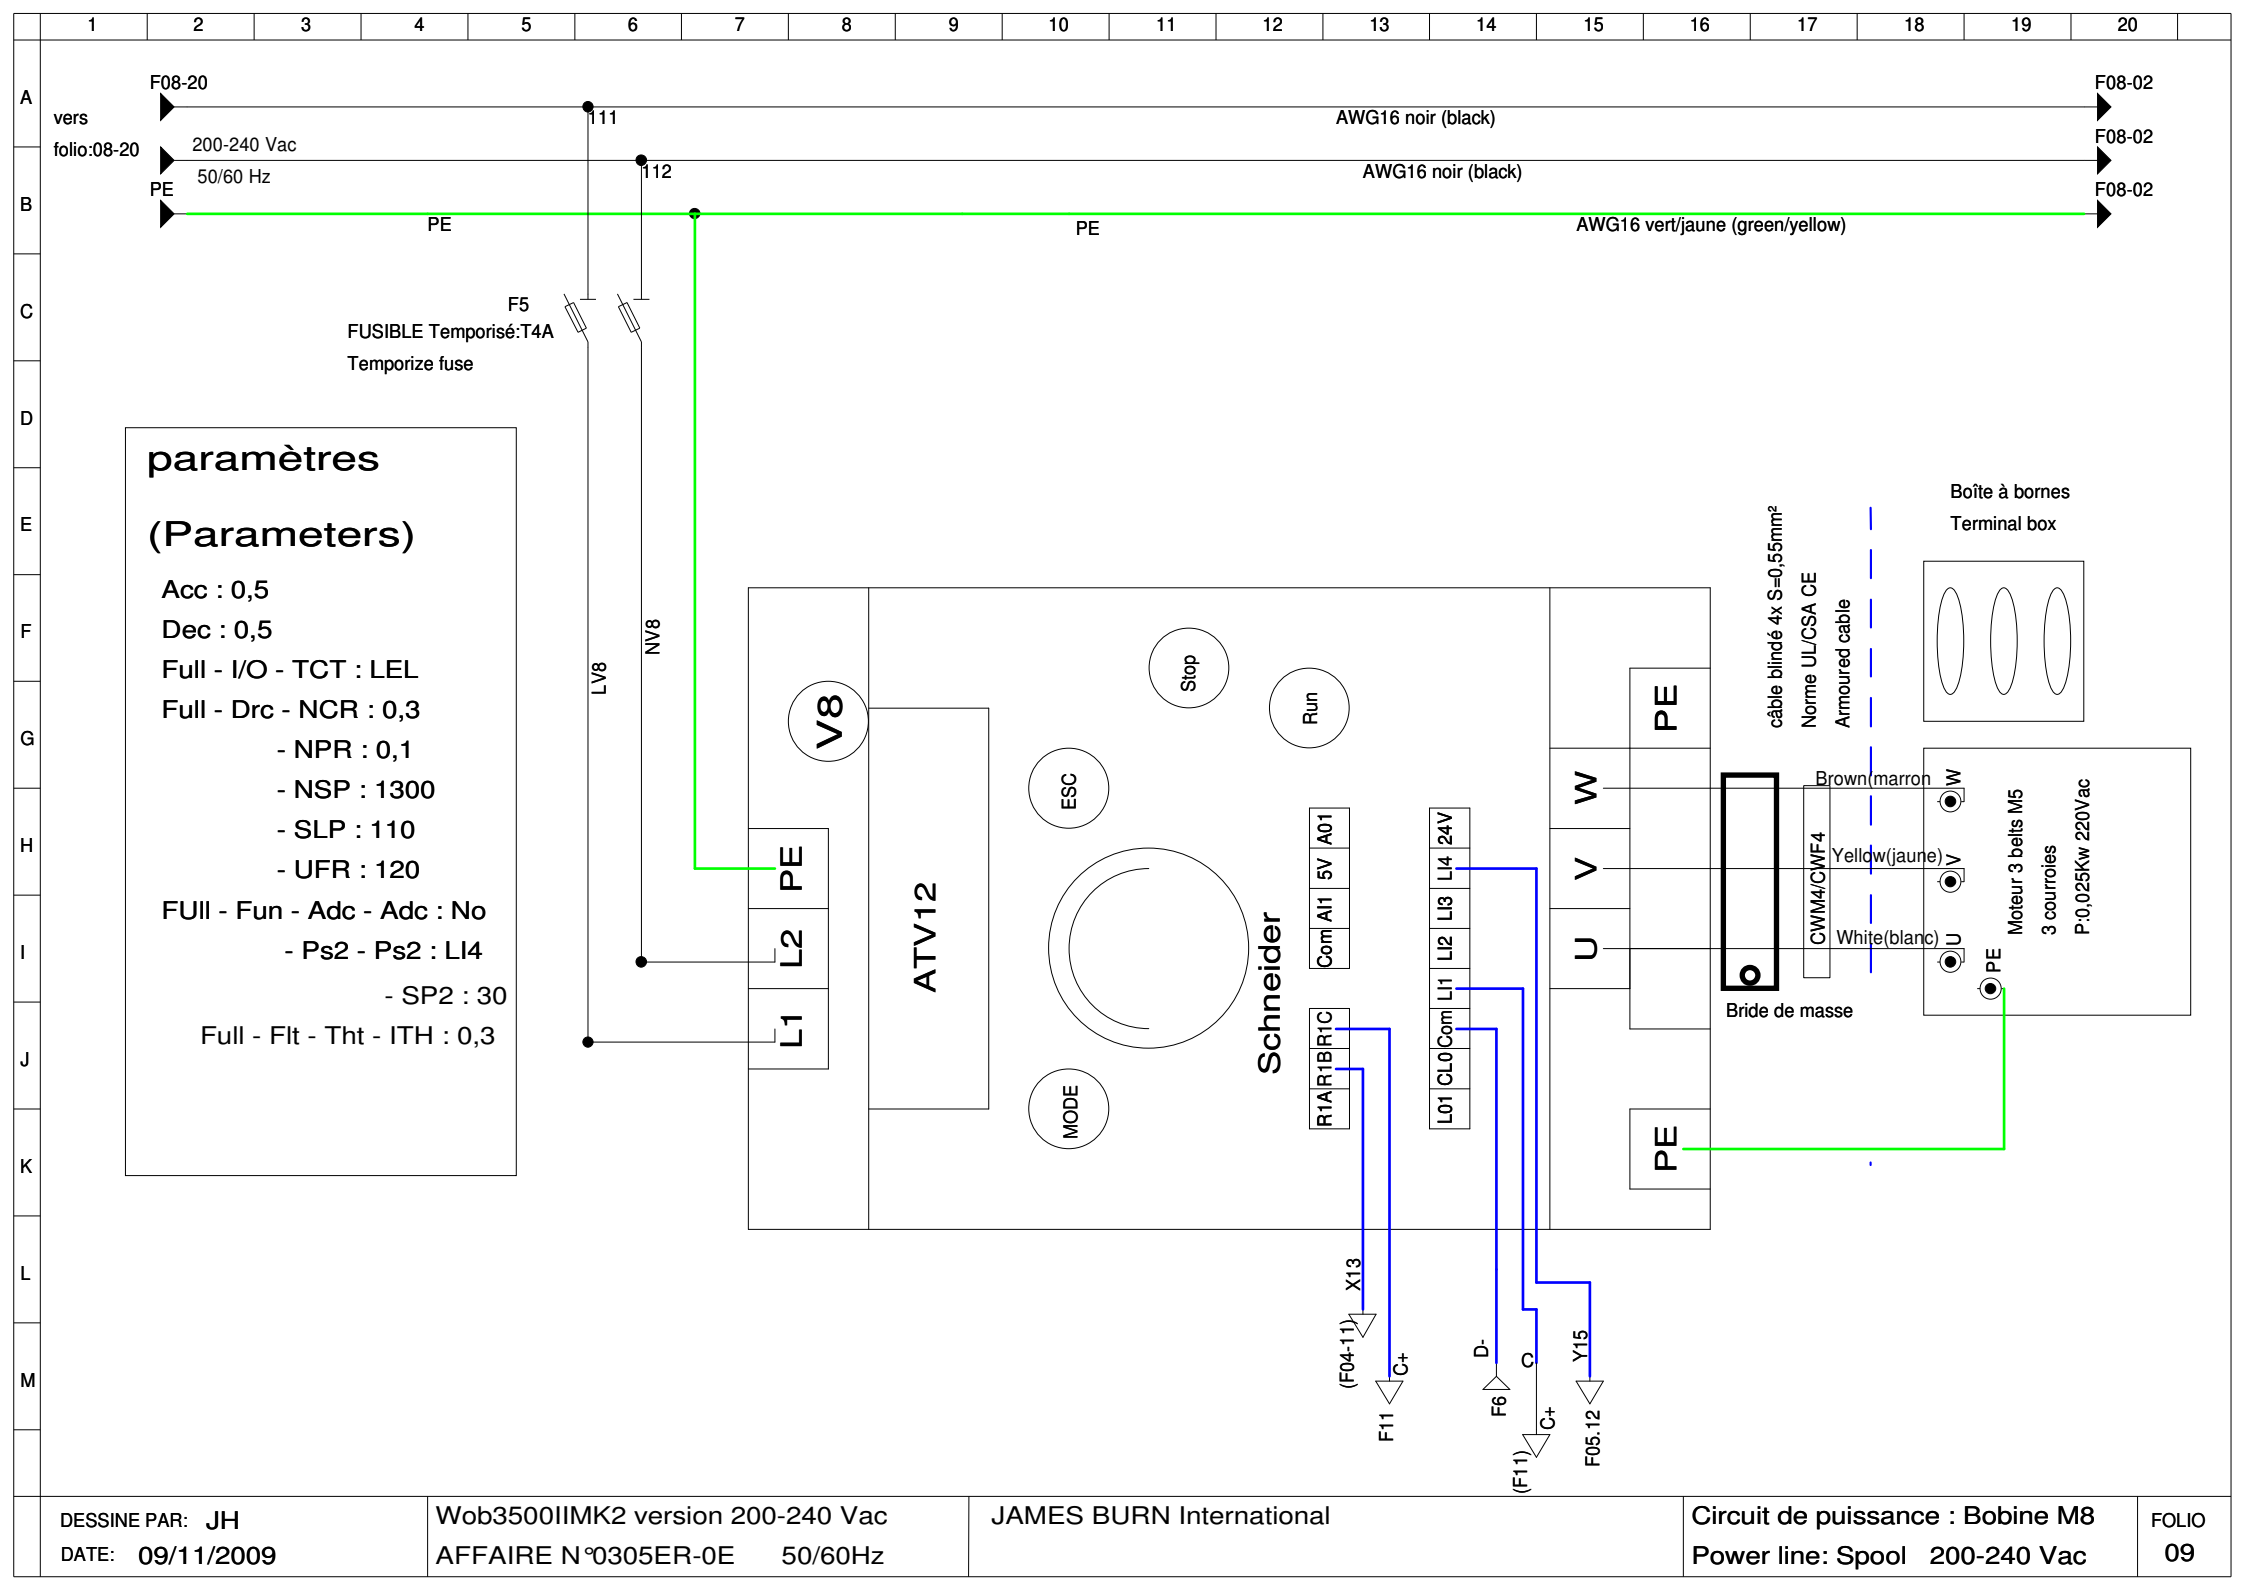 1 2 3 4 5 6 7 8 9 10 11 12 13 14 15 16 17 18 19 20
A
B
C
D
E
F
G
H
I
J
K
L
M
F08-20
vers
folio:08-20
200-240 Vac
50/60 Hz
PE
PE
111
112
PE
AWG16 noir (black)
AWG16 noir (black)
AWG16 vert/jaune (green/yellow)
F08-02
F08-02
F08-02
F5
FUSIBLE Temporisé:T4A
Temporize fuse
paramètres
(Parameters)
Acc : 0,5
Dec : 0,5
Full - I/O - TCT : LEL
Full - Drc - NCR : 0,3
- NPR : 0,1
- NSP : 1300
- SLP : 110
- UFR : 120
FUll - Fun - Adc - Adc : No
- Ps2 - Ps2 : LI4
- SP2 : 30
Full - Flt - Tht - ITH : 0,3
LV8
NV8
V8
PE
L2
L1
ATV12
Stop
Run
ESC
MODE
Schneider
A01
5V
AI1
Com
R1C
R1B
R1A
24V
LI4
LI3
LI2
LI1
Com
CL0
L01
PE
W
V
U
PE
câble blindé 4x S=0,55mm²
Norme UL/CSA CE
Armoured cable
Boîte à bornes
Terminal box
Brown(marron
Yellow(jaune)
White(blanc)
CWM4/CWF4
Bride de masse
W
V
U
PE
Moteur 3 belts M5
3 courroies
P:0,025Kw 220Vac
X13
(F04-11)
C+
F11
D-
F6
C
C+
(F11)
Y15
F05.12
DESSINE PAR: JH
DATE: 09/11/2009
Wob3500IIMK2 version 200-240 Vac
AFFAIRE N°0305ER-0E 50/60Hz
JAMES BURN International
Circuit de puissance : Bobine M8
Power line: Spool 200-240 Vac
FOLIO
09